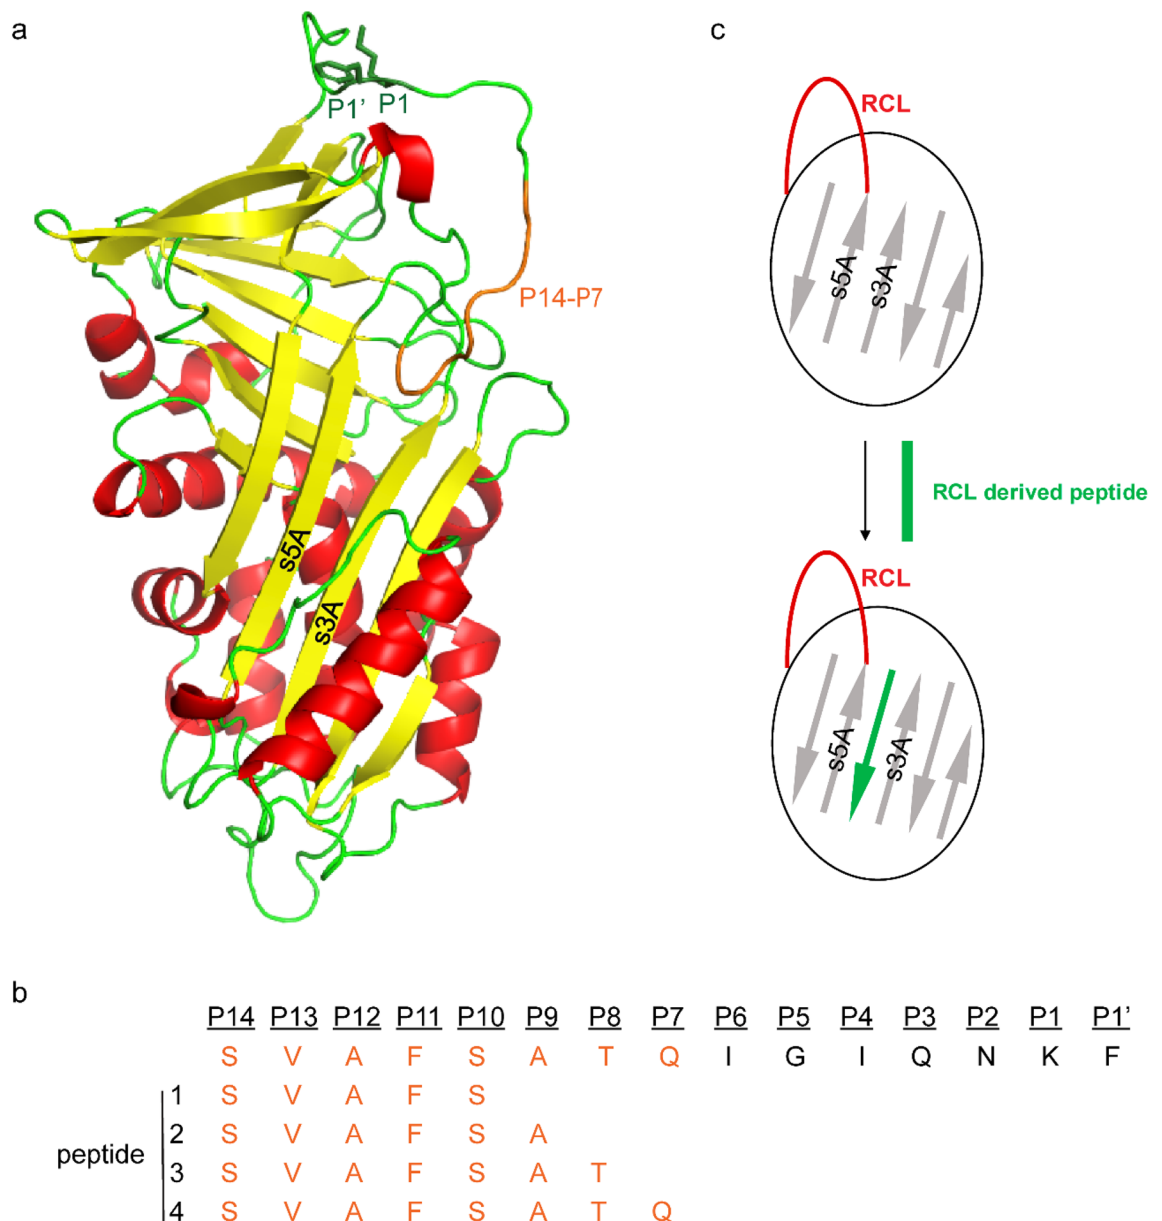 a
P1' P1
P14-P7
s5A
s3A
c
RCL
s5A
s3A
RCL derived peptide
RCL
s5A
s3A
b
P14 P13 P12 P11 P10 P9 P8 P7 P6 P5 P4 P3 P2 P1 P1'
S V A F S A T Q I G I Q N K F
1 S V A F S
2 S V A F S A
peptide
3 S V A F S A T
4 S V A F S A T Q